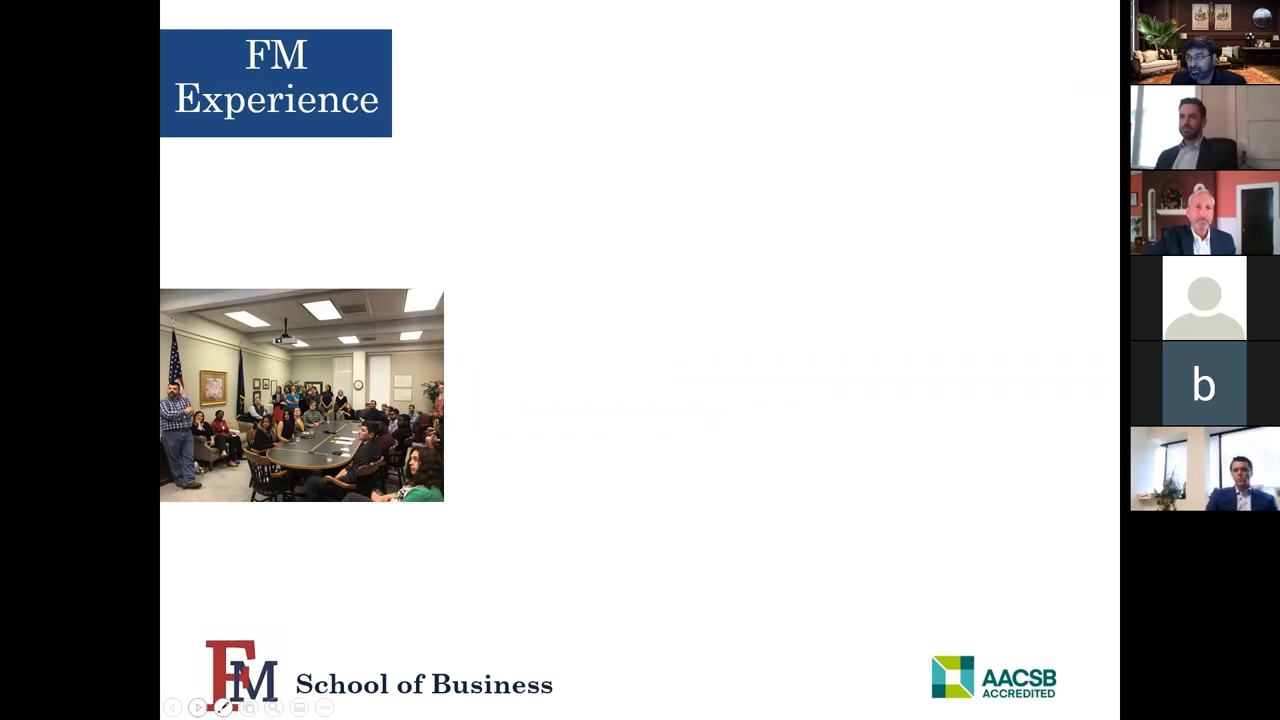 FM
Experience
b
FM
School of Business
AACSB
ACCREDITED